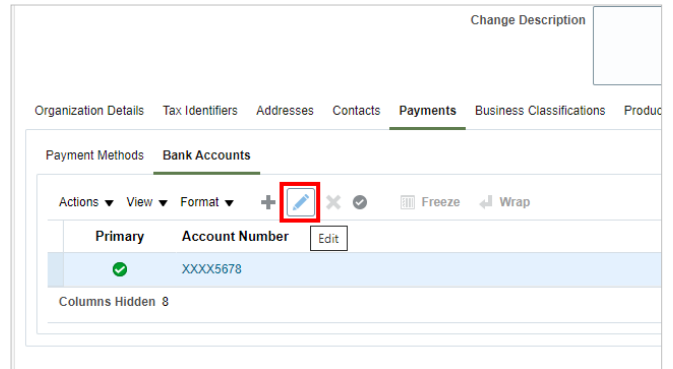 Change Description
Organization Details Tax Identifiers Addresses Contacts Payments Business Classifications Produc
Payment Methods Bank Accounts
Actions View Format Freeze Wrap
Primary Account Number Edit
XXXX5678
Columns Hidden 8